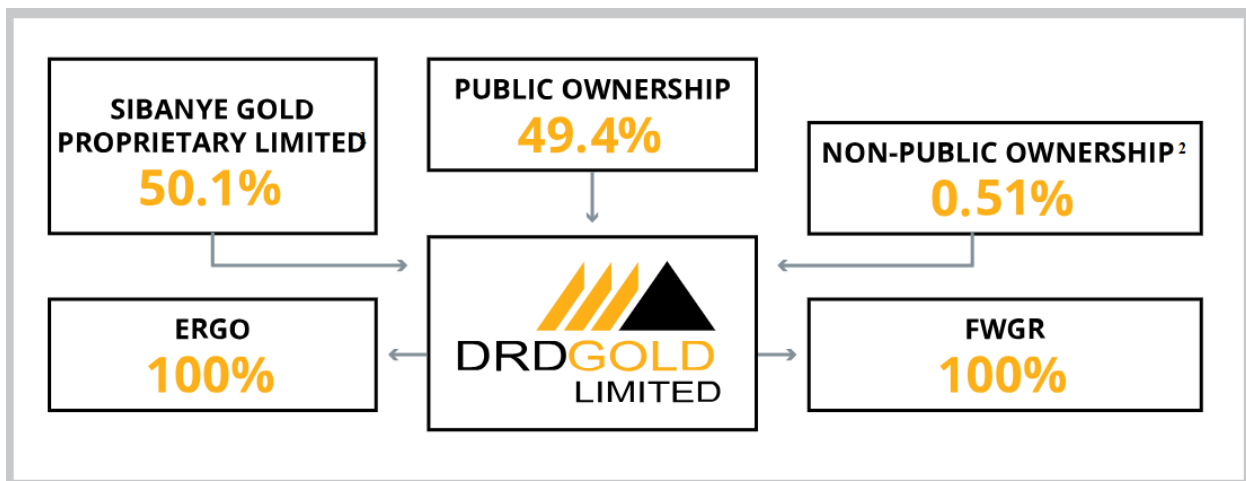 SIBANYE GOLD
PROPRIETARY LIMITED1
50.1%
PUBLIC OWNERSHIP
49.4%
NON-PUBLIC OWNERSHIP 2
0.51%
ERGO
100%
DRDGOLD
LIMITED
FWGR
100%